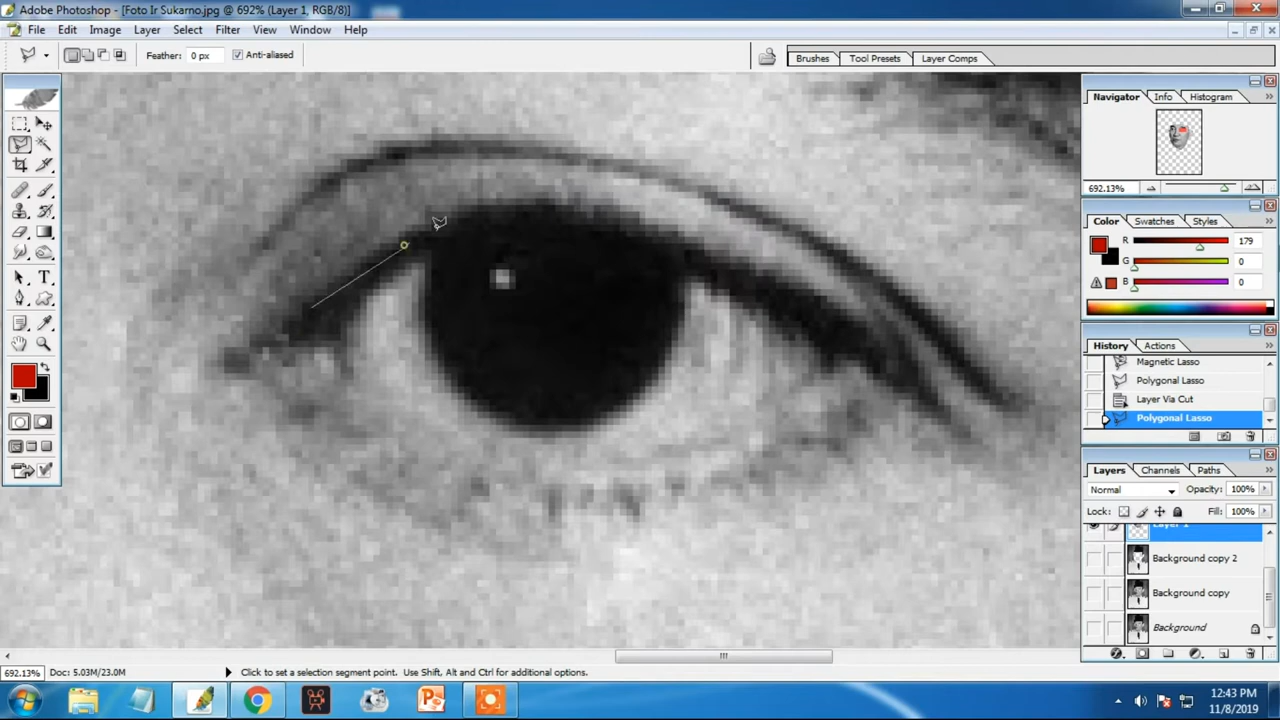 Adobe Photoshop - [Foto Ir Sukarno.jpg @ 692% (Layer 1, RGB/8)]
File Edit Image Layer Select Filter View Window Help
Feather: 0 px Anti-aliased
Brushes Tool Presets Layer Comps
Navigator Info Histogram
692.13%
Color Swatches Styles
R 179
G 0
B 0
History Actions
Magnetic Lasso
Polygonal Lasso
Layer Via Cut
Polygonal Lasso
Layers Channels Paths
Normal Opacity: 100%
Lock: Fill: 100%
Layer 1
Background copy 2
Background copy
Background
692.13% Doc: 5.03M/23.0M Click to set a selection segment point. Use Shift, Alt and Ctrl for additional options.
12:43 PM
11/8/2019